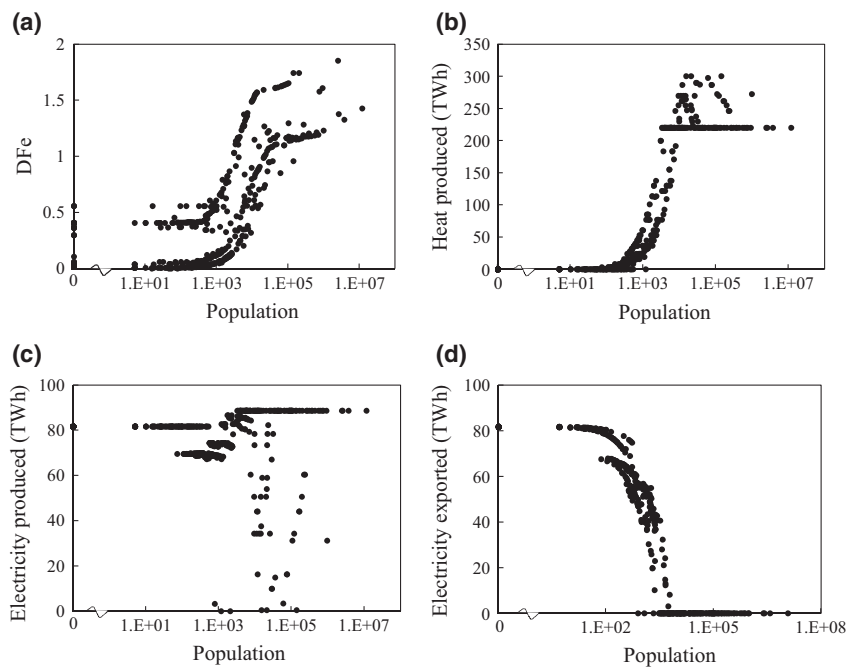 (a)
2
1.5
1
0.5
0
DFe
0 1.E+01 1.E+03 1.E+05 1.E+07
Population
(b)
350
300
250
200
150
100
50
0
Heat produced (TWh)
0 1.E+01 1.E+03 1.E+05 1.E+07
Population
(c)
100
80
60
40
20
0
Electricity produced (TWh)
0 1.E+01 1.E+03 1.E+05 1.E+07
Population
(d)
100
80
60
40
20
0
Electricity exported (TWh)
0 1.E+02 1.E+05 1.E+08
Population